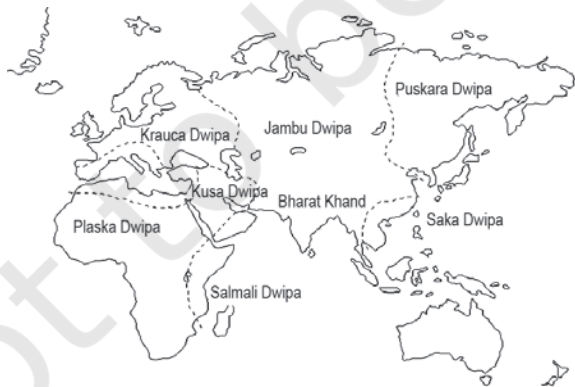 Puskara Dwipa
Krauca Dwipa
Jambu Dwipa
Kusa Dwipa
Bharat Khand
Plaska Dwipa
Saka Dwipa
Salmali Dwipa